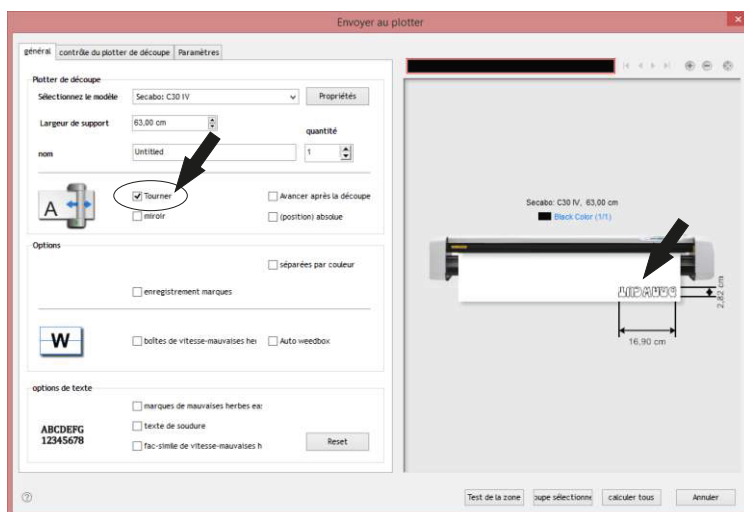 Envoyer au plotter
général contrôle du plotter de découpe Paramètres
Plotter de découpe
Sélectionnez le modèle Secabo: C30 IV Propriétés
Largeur de support 63,00 cm
quantité
nom Untitled 1
A Tourner Avancer après la découpe
miroir (position) absolue
Options
séparées par couleur
enregistrement marques
W boîtes de vitesse-mauvaises her Auto weedbox
options de texte
marques de mauvaises herbes ea:
ABCDEFG texte de soudure
12345678 fac-simile de vitesse-mauvaises h Reset
Secabo: C30 IV, 63,00 cm
Black Color (1/1)
2,82 cm
16,90 cm
Test de la zone oupe sélectionné calculer tous Annuler